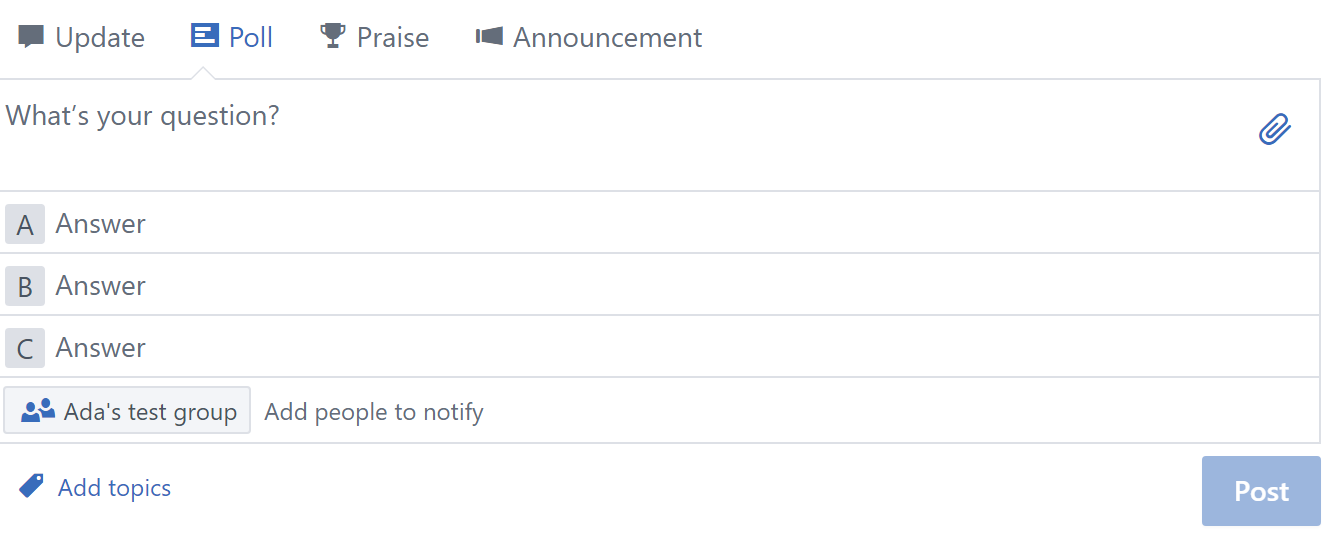 Update Poll Praise Announcement
What’s your question?
A Answer
B Answer
C Answer
Ada's test group Add people to notify
Add topics Post